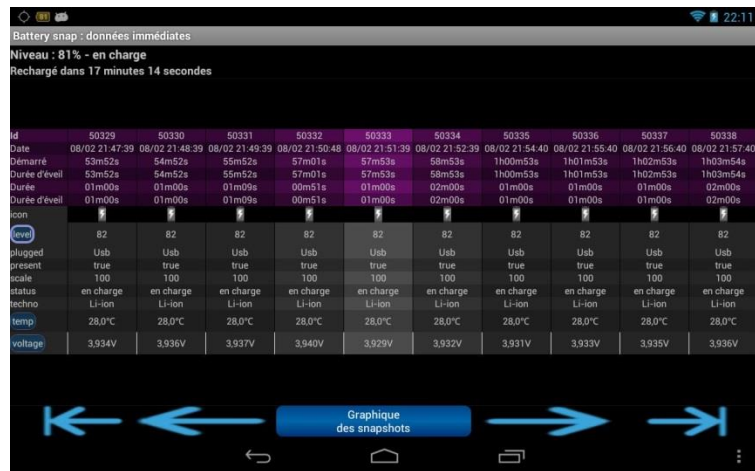 22:11
Battery snap : données immédiates
Niveau : 81% - en charge
Rechargé dans 17 minutes 14 secondes
Id 50329 50330 50331 50332 50333 50334 50335 50336 50337 50338
Date 08/02 21:47:39 08/02 21:48:39 08/02 21:49:39 08/02 21:50:48 08/02 21:51:39 08/02 21:52:39 08/02 21:54:40 08/02 21:55:40 08/02 21:56:40 08/02 21:57:40
Démarré 53m52s 54m52s 55m52s 57m01s 57m53s 58m53s 1h00m53s 1h01m53s 1h02m53s 1h03m54s
Durée d'éveil 53m52s 54m52s 55m52s 57m01s 57m53s 58m53s 1h00m53s 1h01m53s 1h02m53s 1h03m54s
Durée 01m00s 01m00s 01m09s 00m51s 01m00s 02m00s 01m00s 01m00s 01m00s 02m00s
Durée d'éveil 01m00s 01m00s 01m09s 00m51s 01m00s 02m00s 01m00s 01m00s 01m00s 02m00s
icon
level 82 82 82 82 82 82 82 82 82 82
plugged Usb Usb Usb Usb Usb Usb Usb Usb Usb Usb
present true true true true true true true true true true
scale 100 100 100 100 100 100 100 100 100 100
status en charge en charge en charge en charge en charge en charge en charge en charge en charge en charge
techno Li-ion Li-ion Li-ion Li-ion Li-ion Li-ion Li-ion Li-ion Li-ion Li-ion
temp 28,0°C 28,0°C 28,0°C 28,0°C 28,0°C 28,0°C 28,0°C 28,0°C 28,0°C 28,0°C
voltage 3,934V 3,936V 3,937V 3,940V 3,929V 3,932V 3,931V 3,933V 3,935V 3,936V
Graphique
des snapshots